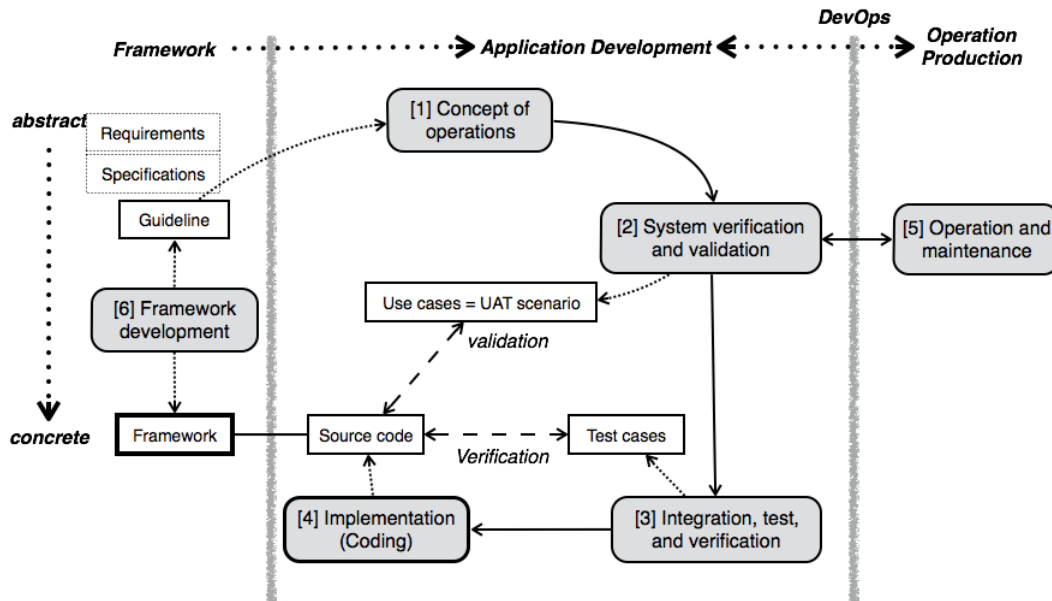 DevOps
Framework
Application Development
Operation
Production
abstract
Requirements
Specifications
Guideline
[1] Concept of
operations
[2] System verification
and validation
[5] Operation and
maintenance
[6] Framework
development
Use cases = UAT scenario
validation
concrete
Framework
Source code
Test cases
Verification
[4] Implementation
(Coding)
[3] Integration, test,
and verification